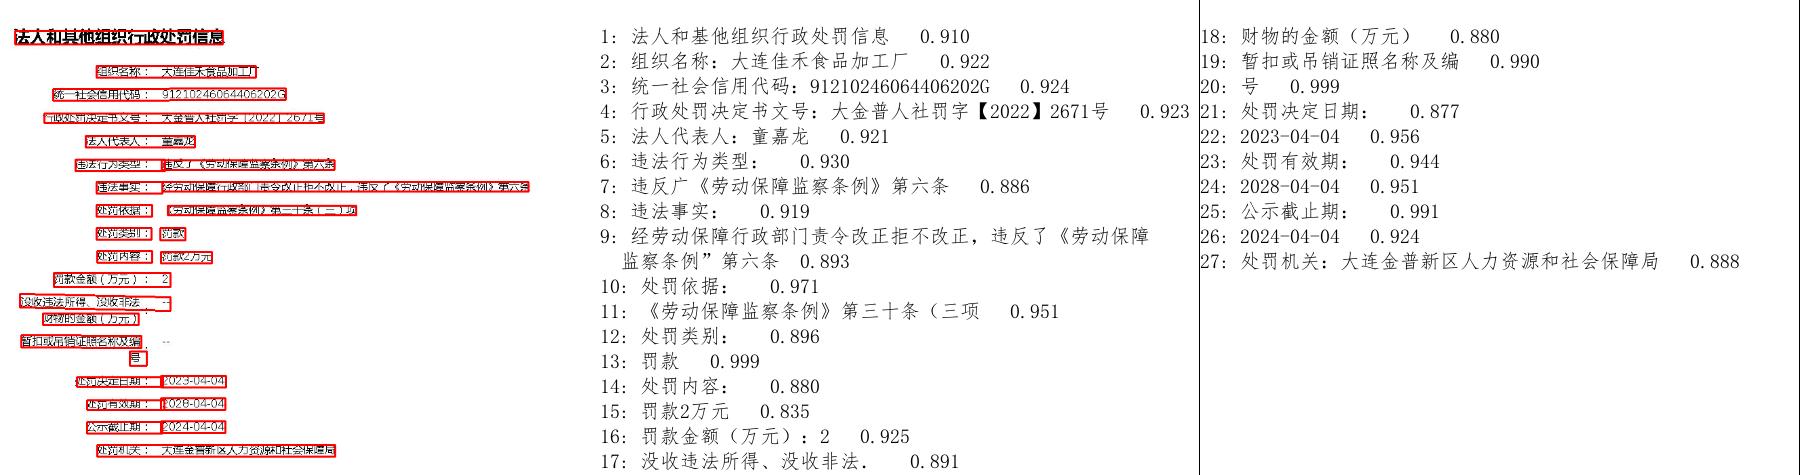 法人和其他组织行政处罚信息
组织名称： 大连佳禾食品加工厂
统一社会信用代码： 91210246064406202G
行政处罚决定书文号： 大金普人社罚字〔2022〕2671号
法人代表人： 董嘉龙
违法行为类型： 违反了《劳动保障监察条例》第六条
违法事实： 经劳动保障行政部门责令改正拒不改正，违反了《劳动保障监察条例》第六条
处罚依据： 《劳动保障监察条例》第三十条（三）项
处罚类别： 罚款
处罚内容： 罚款2万元
罚款金额（万元）： 2
没收违法所得、没收非法 --
财物的金额（万元）：
暂扣或吊销证照名称及编 --
号：
处罚决定日期： 2023-04-04
处罚有效期： 2028-04-04
公示截止期： 2024-04-04
处罚机关： 大连金普新区人力资源和社会保障局
1: 法人和基他组织行政处罚信息 0.910
2: 组织名称: 大连佳禾食品加工厂 0.922
3: 统一社会信用代码: 91210246064406202G 0.924
4: 行政处罚决定书文号: 大金普人社罚字【2022】2671号 0.923
5: 法人代表人: 童嘉龙 0.921
6: 违法行为类型: 0.930
7: 违反广《劳动保障监察条例》第六条 0.886
8: 违法事实: 0.919
9: 经劳动保障行政部门责令改正拒不改正，违反了《劳动保障
监察条例”第六条 0.893
10: 处罚依据: 0.971
11: 《劳动保障监察条例》第三十条（三项 0.951
12: 处罚类别: 0.896
13: 罚款 0.999
14: 处罚内容: 0.880
15: 罚款2万元 0.835
16: 罚款金额（万元）: 2 0.925
17: 没收违法所得、没收非法. 0.891
18: 财物的金额（万元） 0.880
19: 暂扣或吊销证照名称及编 0.990
20: 号 0.999
21: 处罚决定日期: 0.877
22: 2023-04-04 0.956
23: 处罚有效期: 0.944
24: 2028-04-04 0.951
25: 公示截止期: 0.991
26: 2024-04-04 0.924
27: 处罚机关: 大连金普新区人力资源和社会保障局 0.888